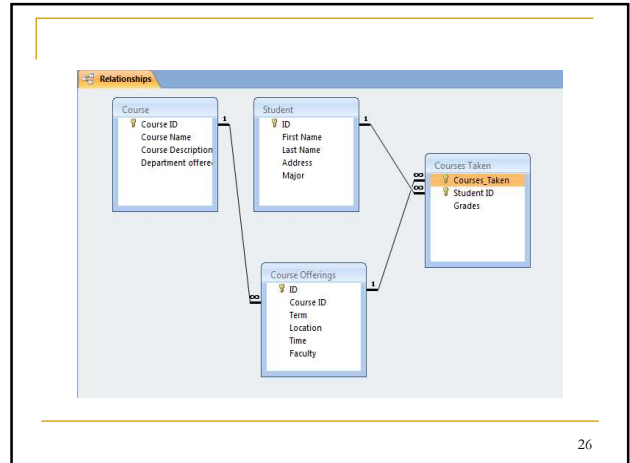 Relationships
Course
Course ID
Course Name
Course Description
Department offere
1
∞
Student
ID
First Name
Last Name
Address
Major
1
∞
Courses Taken
Courses_Taken
Student ID
Grades
∞
Course Offerings
ID
Course ID
Term
Location
Time
Faculty
1
26